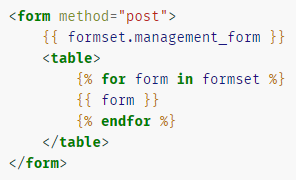 <form method="post">
    {{ formset.management_form }}
    <table>
        {% for form in formset %}
        {{ form }}
        {% endfor %}
    </table>
</form>